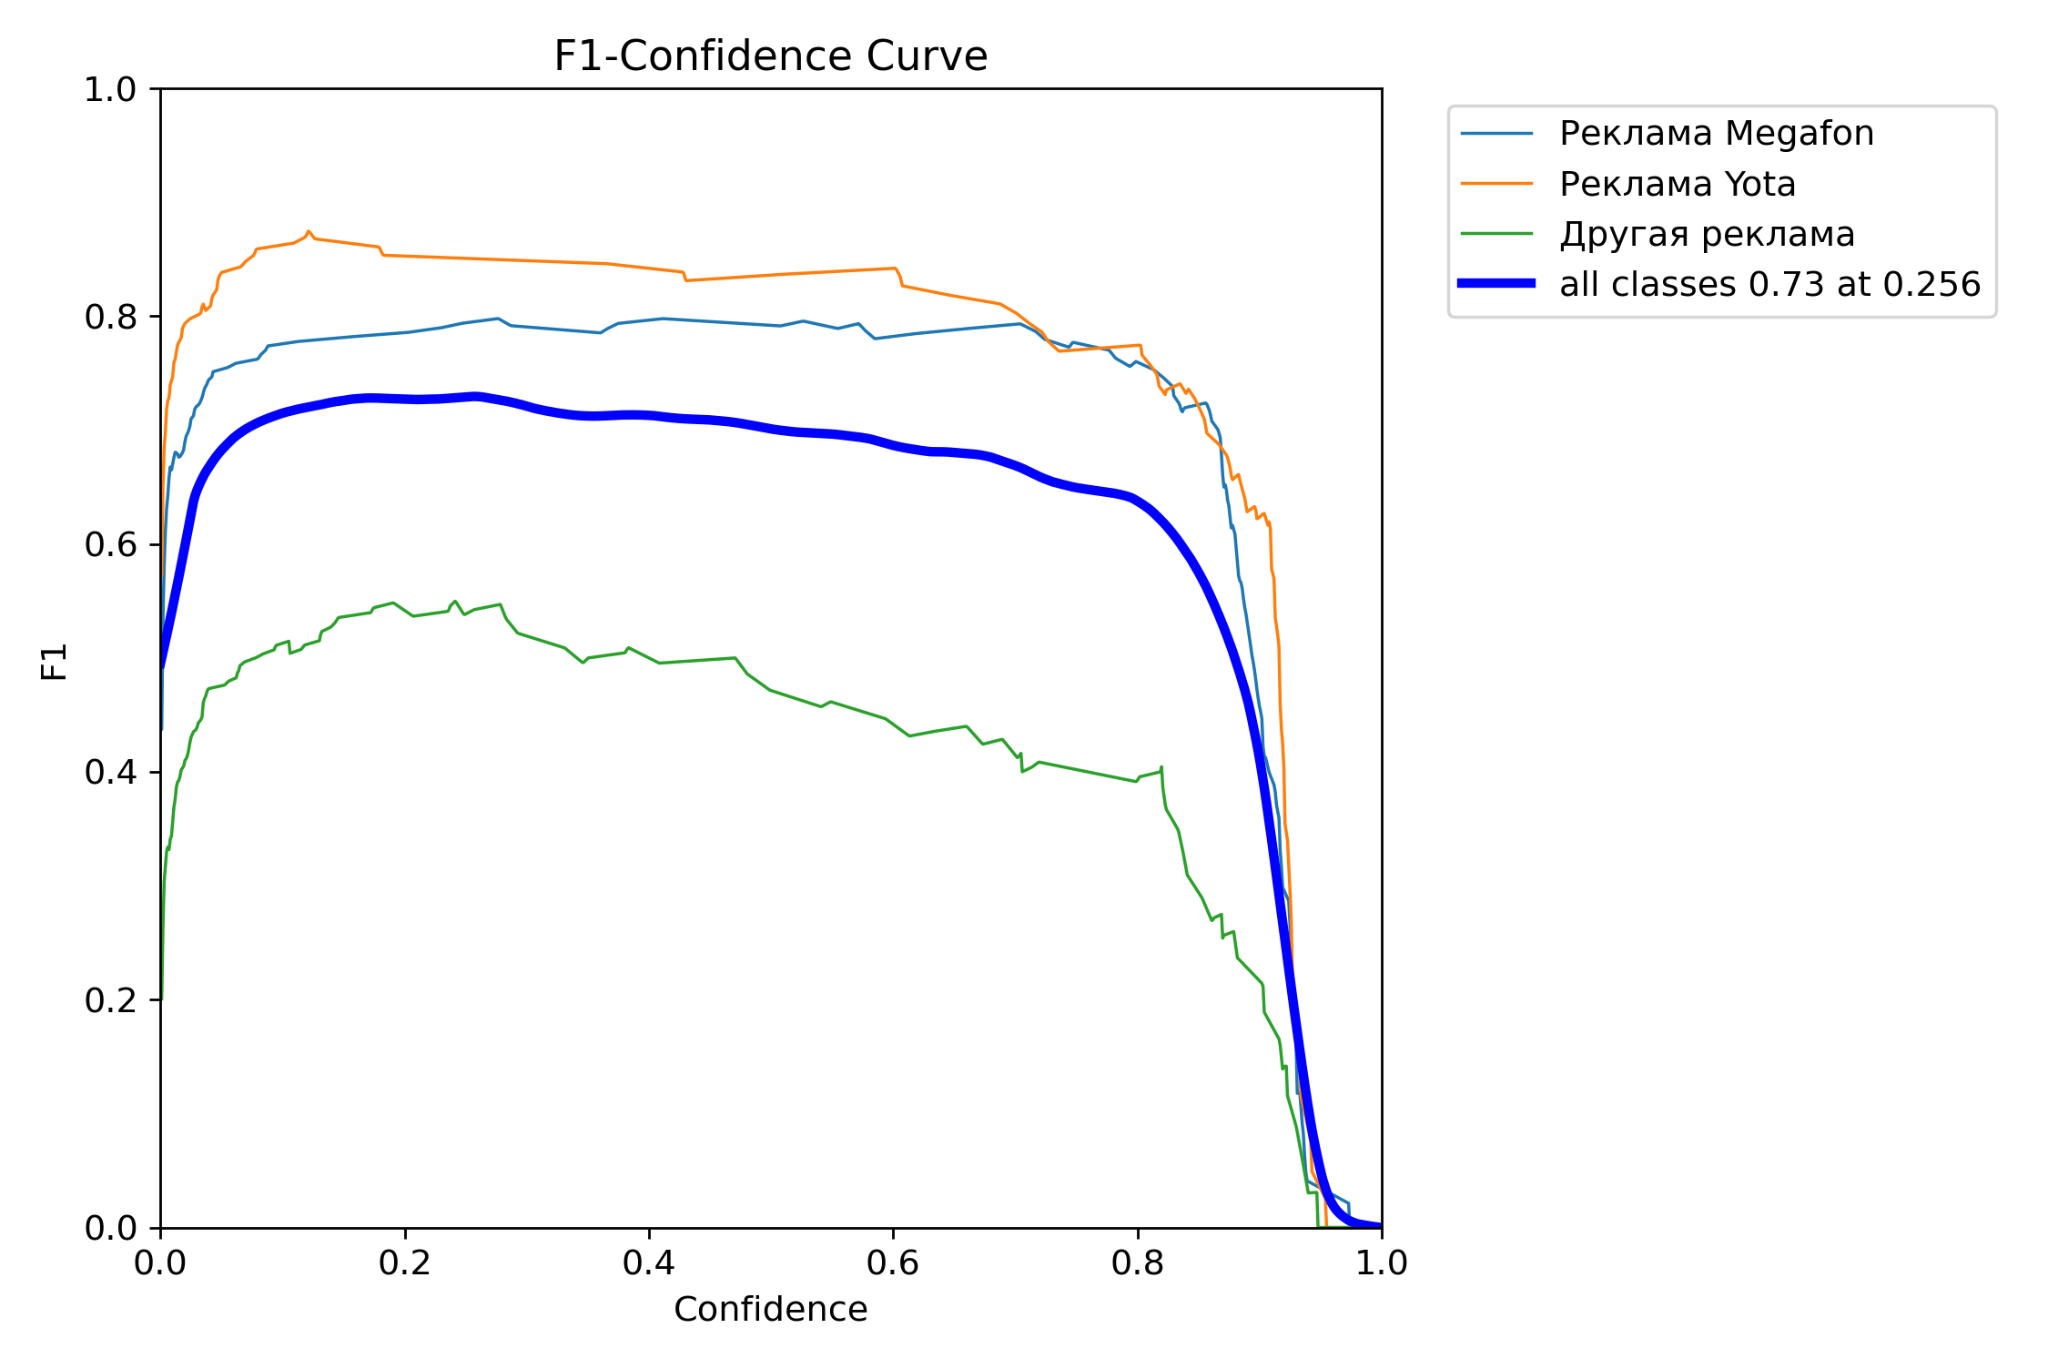 F1-Confidence Curve
1.0
0.8
0.6
0.4
0.2
0.0
F1
0.0 0.2 0.4 0.6 0.8 1.0
Confidence
Реклама Megafon
Реклама Yota
Другая реклама
all classes 0.73 at 0.256